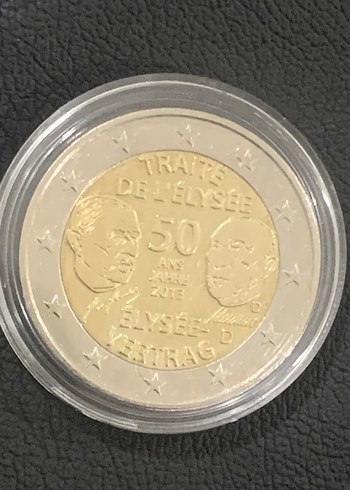 TRAITÉ
DE L'ÉLYSÉE
50
ANS
JAHRE
2013
D
ÉLYSÉE-
D
VERTRAG